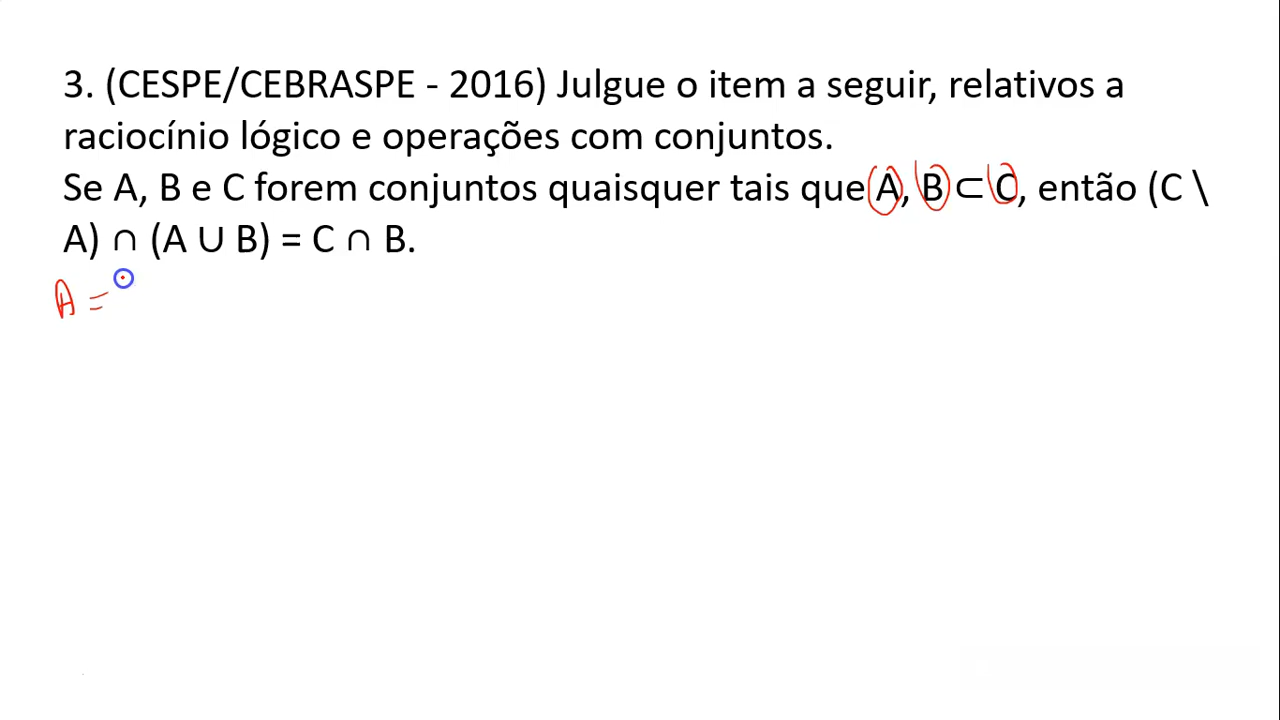 3. (CESPE/CEBRASPE - 2016) Julgue o item a seguir, relativos a
raciocínio lógico e operações com conjuntos.
Se A, B e C forem conjuntos quaisquer tais que A, B ⊂ C, então (C \
A) ∩ (A ∪ B) = C ∩ B.
A =